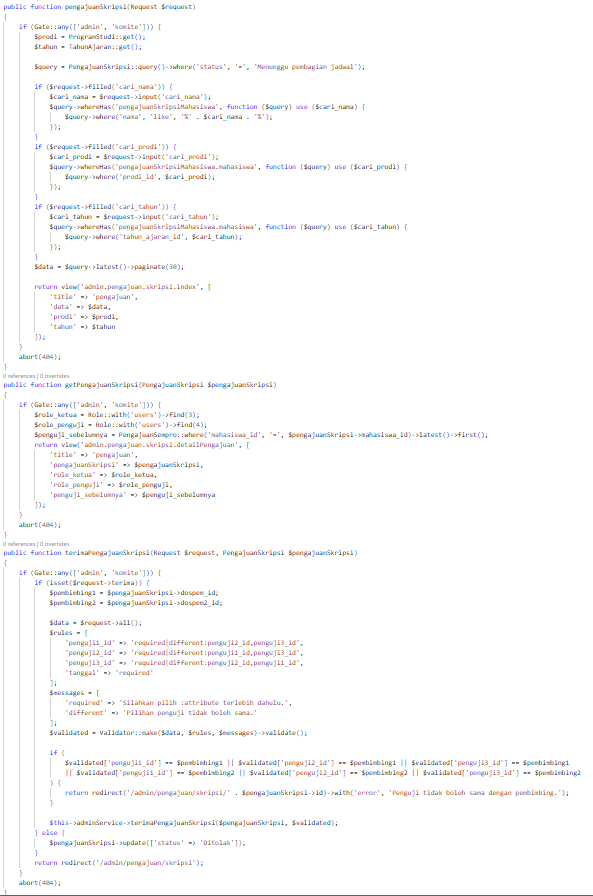 public function pengajuanSkripsi(Request $request)
{
    if (Gate::any(['admin', 'komite'])) {
        $prodi = ProgramStudi::get();
        $tahun = TahunAjaran::get();

        $query = PengajuanSkripsi::query()->where('status', '=', 'Menunggu pembagian jadwal');

        if ($request->filled('cari_nama')) {
            $cari_nama = $request->input('cari_nama');
            $query->whereHas('pengajuanSkripsiMahasiswa', function ($query) use ($cari_nama) {
                $query->where('nama', 'like', '%' . $cari_nama . '%');
            });
        }
        if ($request->filled('cari_prodi')) {
            $cari_prodi = $request->input('cari_prodi');
            $query->whereHas('pengajuanSkripsiMahasiswa.mahasiswa', function ($query) use ($cari_prodi) {
                $query->where('prodi_id', $cari_prodi);
            });
        }
        if ($request->filled('cari_tahun')) {
            $cari_tahun = $request->input('cari_tahun');
            $query->whereHas('pengajuanSkripsiMahasiswa.mahasiswa', function ($query) use ($cari_tahun) {
                $query->where('tahun_ajaran_id', $cari_tahun);
            });
        }
        $data = $query->latest()->paginate(30);

        return view('admin.pengajuan.skripsi.index', [
            'title' => 'pengajuan',
            'data' => $data,
            'prodi' => $prodi,
            'tahun' => $tahun
        ]);
    }
    abort(404);
}
0 references | 0 overrides
public function getPengajuanSkripsi(PengajuanSkripsi $pengajuanSkripsi)
{
    if (Gate::any(['admin', 'komite'])) {
        $role_ketua = Role::with('users')->find(3);
        $role_penguji = Role::with('users')->find(4);
        $penguji_sebelumnya = PengajuanSempro::where('mahasiswa_id', '=', $pengajuanSkripsi->mahasiswa_id)->latest()->first();
        return view('admin.pengajuan.skripsi.detailPengajuan', [
            'title' => 'pengajuan',
            'pengajuanSkripsi' => $pengajuanSkripsi,
            'role_ketua' => $role_ketua,
            'role_penguji' => $role_penguji,
            'penguji_sebelumnya' => $penguji_sebelumnya
        ]);
    }
    abort(404);
}
0 references | 0 overrides
public function terimaPengajuanSkripsi(Request $request, PengajuanSkripsi $pengajuanSkripsi)
{
    if (Gate::any(['admin', 'komite'])) {
        if (isset($request->terima)) {
            $pembimbing1 = $pengajuanSkripsi->dospem_id;
            $pembimbing2 = $pengajuanSkripsi->dospem2_id;

            $data = $request->all();
            $rules = [
                'penguji1_id' => 'required|different:penguji2_id,penguji3_id',
                'penguji2_id' => 'required|different:penguji1_id,penguji3_id',
                'penguji3_id' => 'required|different:penguji2_id,penguji1_id',
                'tanggal' => 'required'
            ];
            $messages = [
                'required' => 'Silahkan pilih :attribute terlebih dahulu.',
                'different' => 'Pilihan penguji tidak boleh sama.'
            ];
            $validated = Validator::make($data, $rules, $messages)->validate();

            if (
                $validated['penguji1_id'] == $pembimbing1 || $validated['penguji2_id'] == $pembimbing1 || $validated['penguji3_id'] == $pembimbing1
                || $validated['penguji1_id'] == $pembimbing2 || $validated['penguji2_id'] == $pembimbing2 || $validated['penguji3_id'] == $pembimbing2
            ) {
                return redirect('/admin/pengajuan/skripsi/' . $pengajuanSkripsi->id)->with('error', 'Penguji tidak boleh sama dengan pembimbing.');
            }

            $this->adminService->terimaPengajuanSkripsi($pengajuanSkripsi, $validated);
        } else {
            $pengajuanSkripsi->update(['status' => 'Ditolak']);
        }
        return redirect('/admin/pengajuan/skripsi');
    }
    abort(404);
}